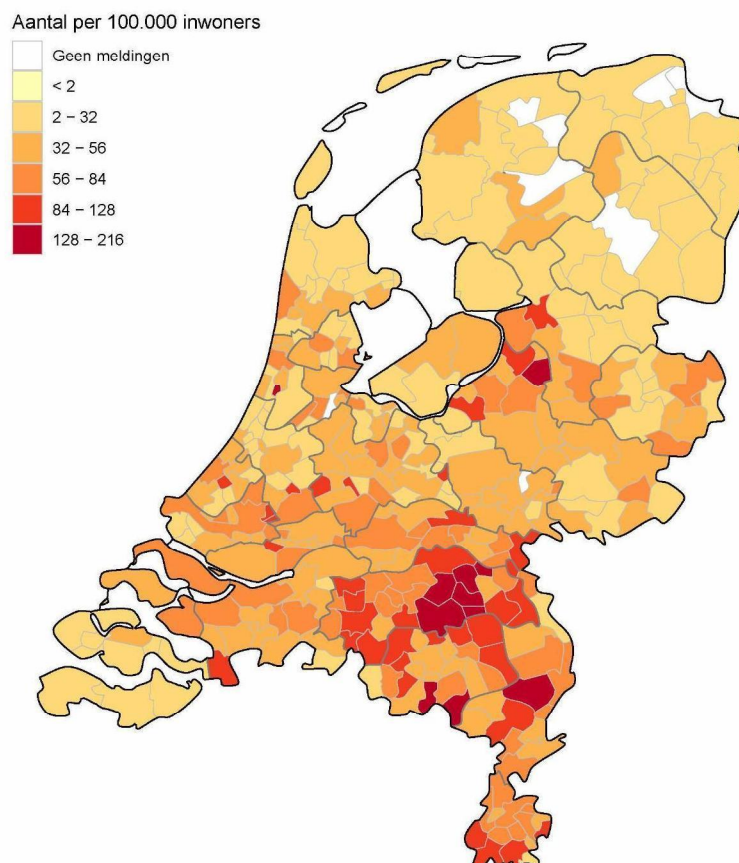 Aantal per 100.000 inwoners
Geen meldingen
< 2
2 – 32
32 – 56
56 – 84
84 – 128
128 – 216